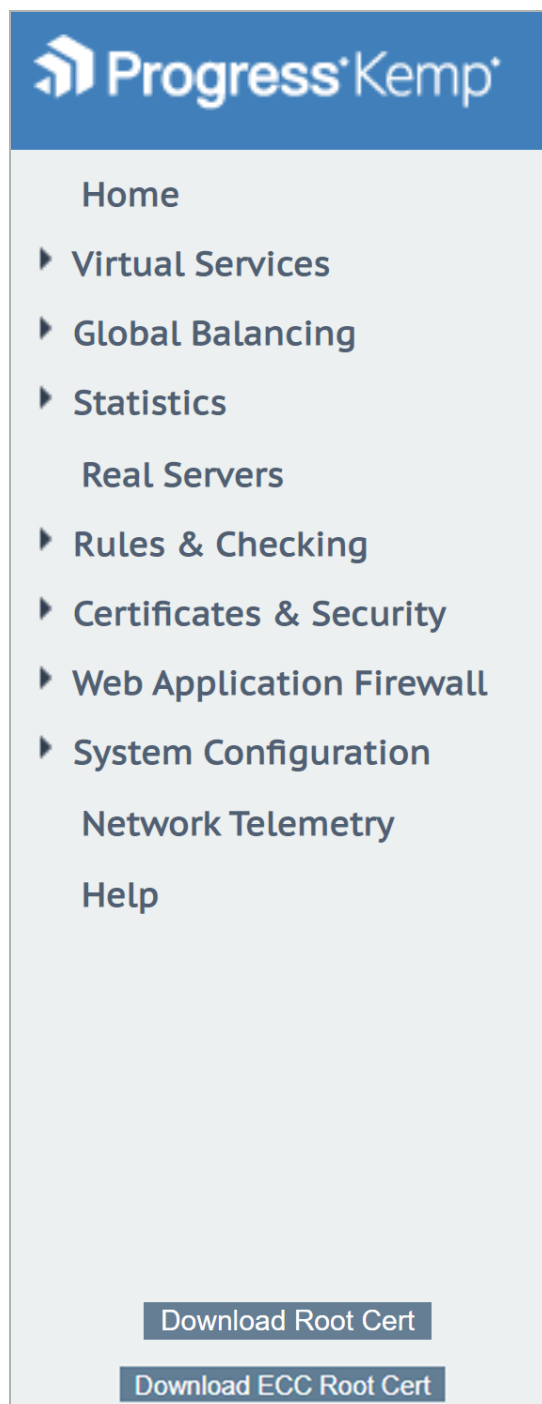 Progress Kemp
Home
Virtual Services
Global Balancing
Statistics
Real Servers
Rules & Checking
Certificates & Security
Web Application Firewall
System Configuration
Network Telemetry
Help
Download Root Cert
Download ECC Root Cert